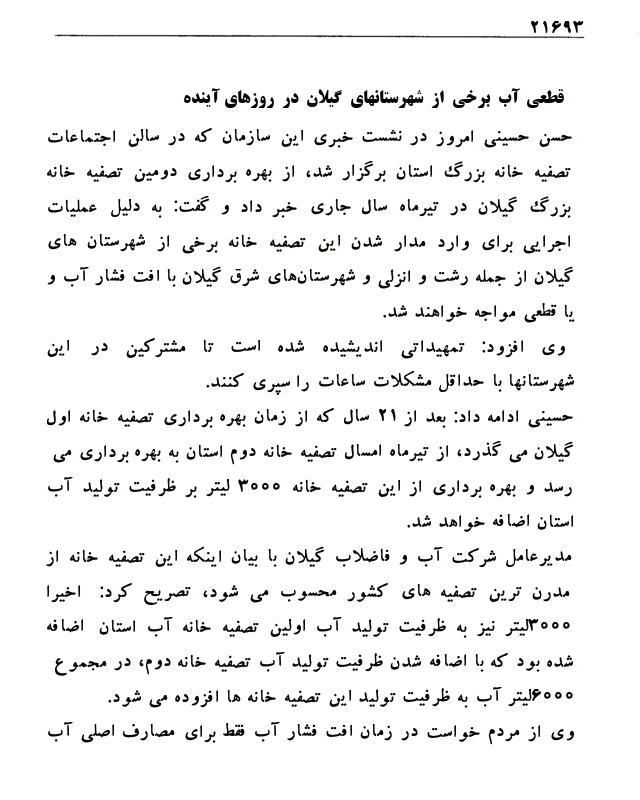 ۲۱۶۹۳
قطعی آب برخی از شهرستانهای گیلان در روزهای آینده
حسن حسینی امروز در نشست خبری این سازمان که در سالن اجتماعات
تصفیه خانه بزرگ استان برگزار شد، از بهره برداری دومین تصفیه خانه
بزرگ گیلان در تیرماه سال جاری خبر داد و گفت: به دلیل عملیات
اجرایی برای وارد مدار شدن این تصفیه خانه برخی از شهرستان های
گیلان از جمله رشت و انزلی و شهرستان‌های شرق گیلان با افت فشار آب و
یا قطعی مواجه خواهند شد.
وی افزود: تمهیداتی اندیشیده شده است تا مشترکین در این
شهرستانها با حداقل مشکلات ساعات را سپری کنند.
حسینی ادامه داد: بعد از ۲۱ سال که از زمان بهره برداری تصفیه خانه اول
گیلان می گذرد، از تیرماه امسال تصفیه خانه دوم استان به بهره برداری می
رسد و بهره برداری از این تصفیه خانه ۳۰۰۰ لیتر بر ظرفیت تولید آب
استان اضافه خواهد شد.
مدیرعامل شرکت آب و فاضلاب گیلان با بیان اینکه این تصفیه خانه از
مدرن ترین تصفیه های کشور محسوب می شود، تصریح کرد: اخیرا
۳۰۰۰لیتر نیز به ظرفیت تولید آب اولین تصفیه خانه آب استان اضافه
شده بود که با اضافه شدن ظرفیت تولید آب تصفیه خانه دوم، در مجموع
۶۰۰۰لیتر آب به ظرفیت تولید این تصفیه خانه ها افزوده می شود.
وی از مردم خواست در زمان افت فشار آب فقط برای مصارف اصلی آب